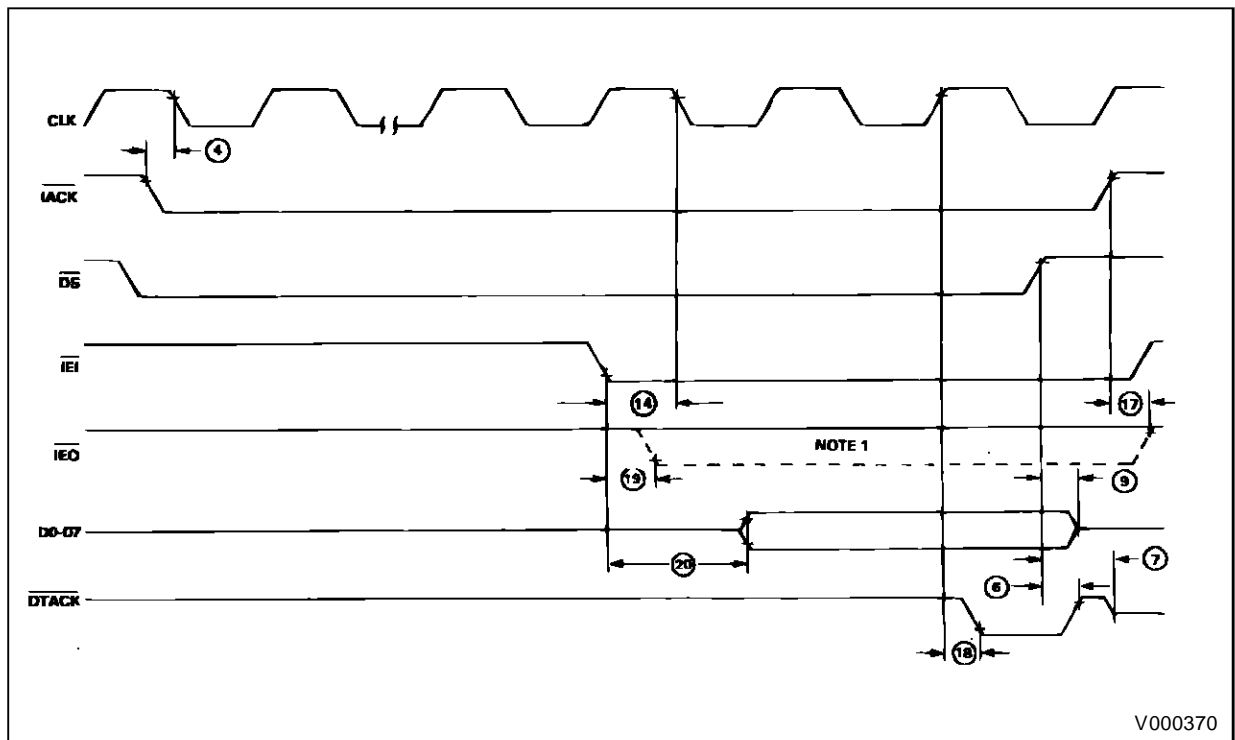 CLK
4
IACK
DS
IEI
14
17
IEO
NOTE 1
19
9
D0-D7
20
7
6
DTACK
18
V000370